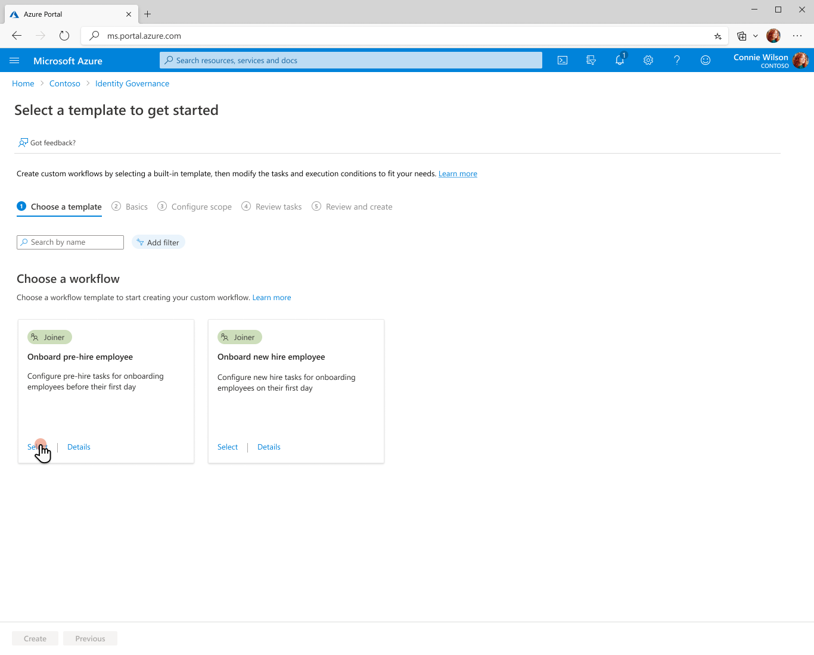 Azure Portal
ms.portal.azure.com
Microsoft Azure
Search resources, services and docs
1
Connie Wilson
CONTOSO
Home > Contoso > Identity Governance
Select a template to get started
Got feedback?
Create custom workflows by selecting a built-in template, then modify the tasks and execution conditions to fit your needs. Learn more
1 Choose a template 2 Basics 3 Configure scope 4 Review tasks 5 Review and create
Search by name
Add filter
Choose a workflow
Choose a workflow template to start creating your custom workflow. Learn more
Joiner
Onboard pre-hire employee
Configure pre-hire tasks for onboarding
employees before their first day
Details
Joiner
Onboard new hire employee
Configure new hire tasks for onboarding
employees on their first day
Select | Details
Create
Previous